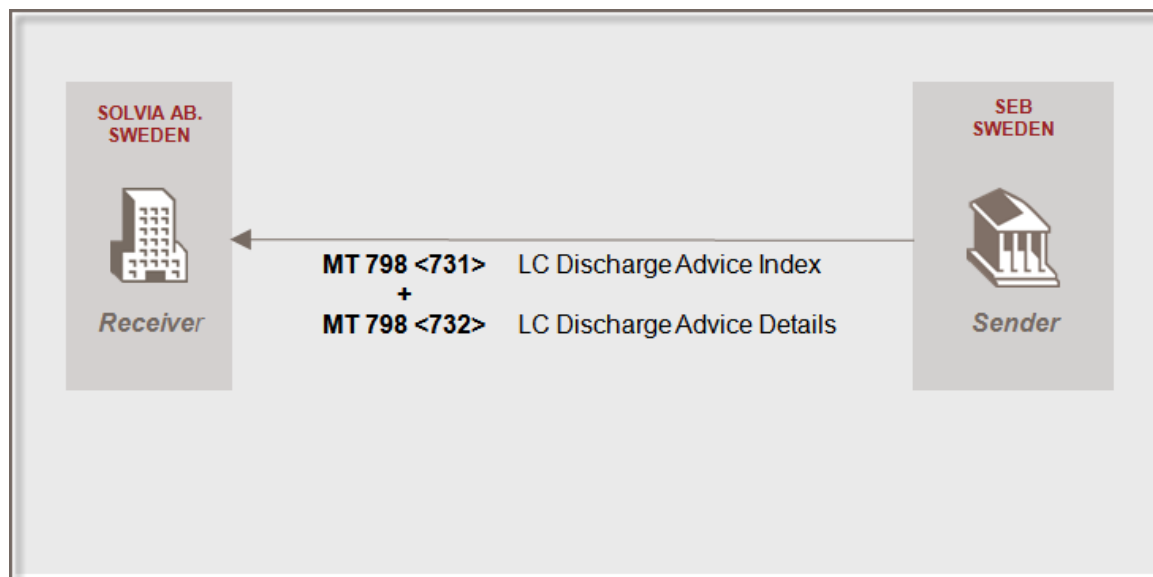 SOLVIA AB.
SWEDEN
SEB
SWEDEN
MT 798 <731> LC Discharge Advice Index
+
MT 798 <732> LC Discharge Advice Details
Receiver
Sender